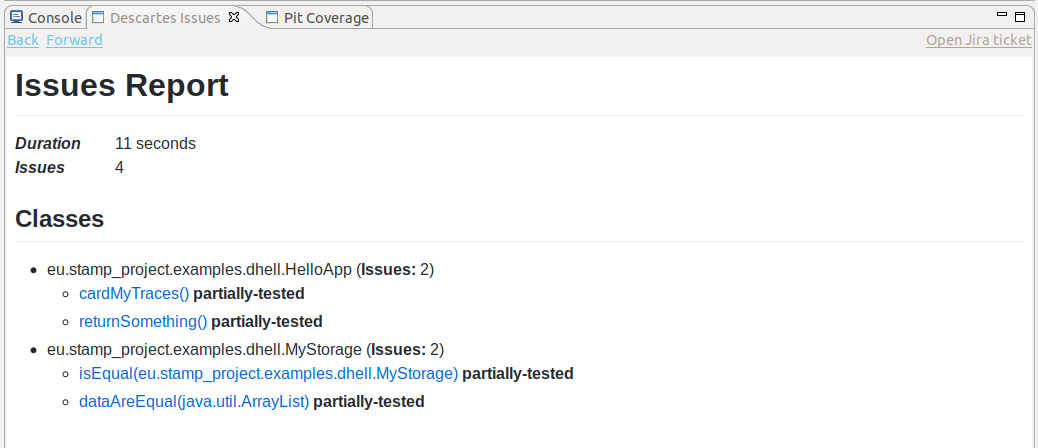 Console Descartes Issues Pit Coverage
Back Forward Open Jira ticket
Issues Report
Duration 11 seconds
Issues 4
Classes
eu.stamp_project.examples.dhell.HelloApp (Issues: 2)
cardMyTraces() partially-tested
returnSomething() partially-tested
eu.stamp_project.examples.dhell.MyStorage (Issues: 2)
isEqual(eu.stamp_project.examples.dhell.MyStorage) partially-tested
dataAreEqual(java.util.ArrayList) partially-tested